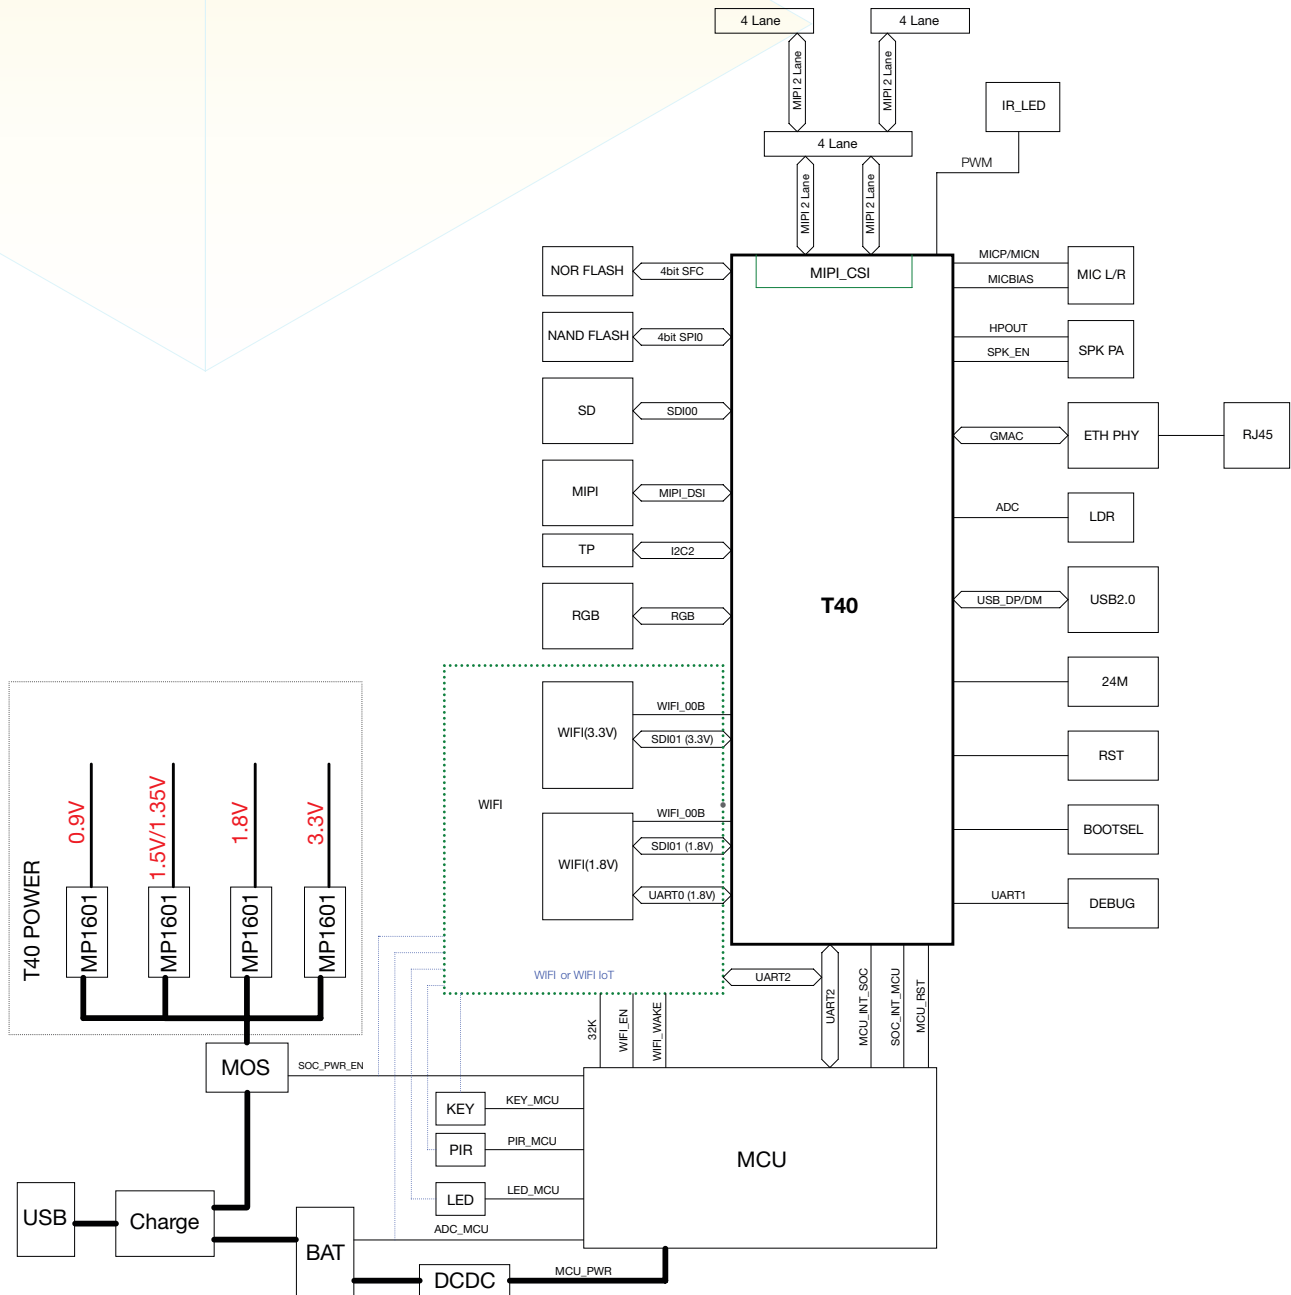 4 Lane
4 Lane
MIPI 2 Lane
MIPI 2 Lane
IR_LED
4 Lane
PWM
MIPI 2 Lane
MIPI 2 Lane
NOR FLASH
4bit SFC
MIPI_CSI
MICP/MICN
MICBIAS
MIC L/R
NAND FLASH
4bit SPI0
HPOUT
SPK_EN
SPK PA
SD
SDI00
GMAC
ETH PHY
RJ45
MIPI
MIPI_DSI
ADC
LDR
TP
I2C2
RGB
RGB
T40
USB_DP/DM
USB2.0
24M
WIFI(3.3V)
WIFI_00B
SDI01 (3.3V)
RST
WIFI
WIFI(1.8V)
WIFI_00B
SDI01 (1.8V)
UART0 (1.8V)
BOOTSEL
UART1
DEBUG
WIFI or WIFI IoT
UART2
UART2
MCU_INT_SOC
SOC_INT_MCU
MCU_RST
32K
WIFI_EN
WIFI_WAKE
T40 POWER
0.9V
1.5V/1.35V
1.8V
3.3V
MP1601
MP1601
MP1601
MP1601
MOS
SOC_PWR_EN
KEY
KEY_MCU
PIR
PIR_MCU
LED
LED_MCU
MCU
USB
Charge
BAT
ADC_MCU
DCDC
MCU_PWR